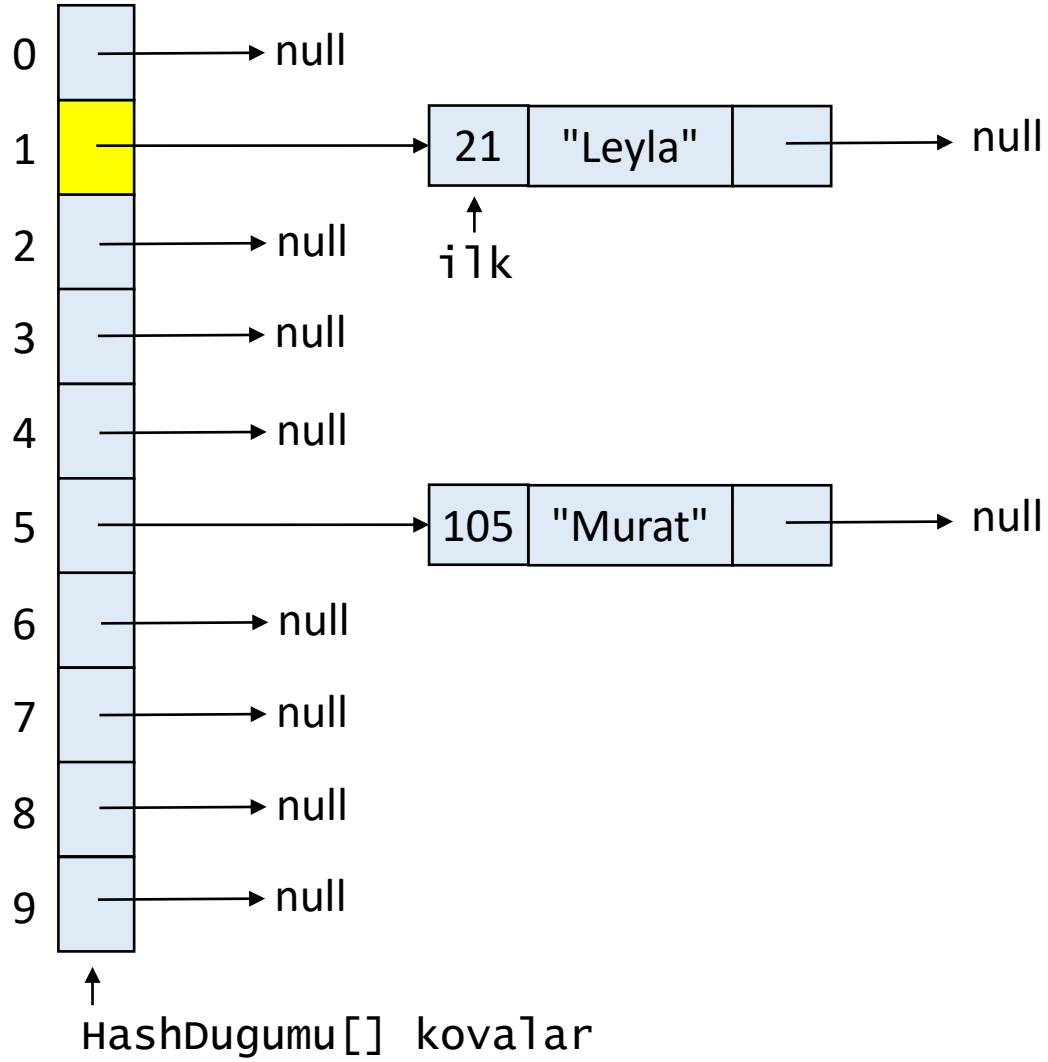 0 null
1 21 "Leyla" null
ilk
2 null
3 null
4 null
5 105 "Murat" null
6 null
7 null
8 null
9 null
HashDugumu[] kovalar